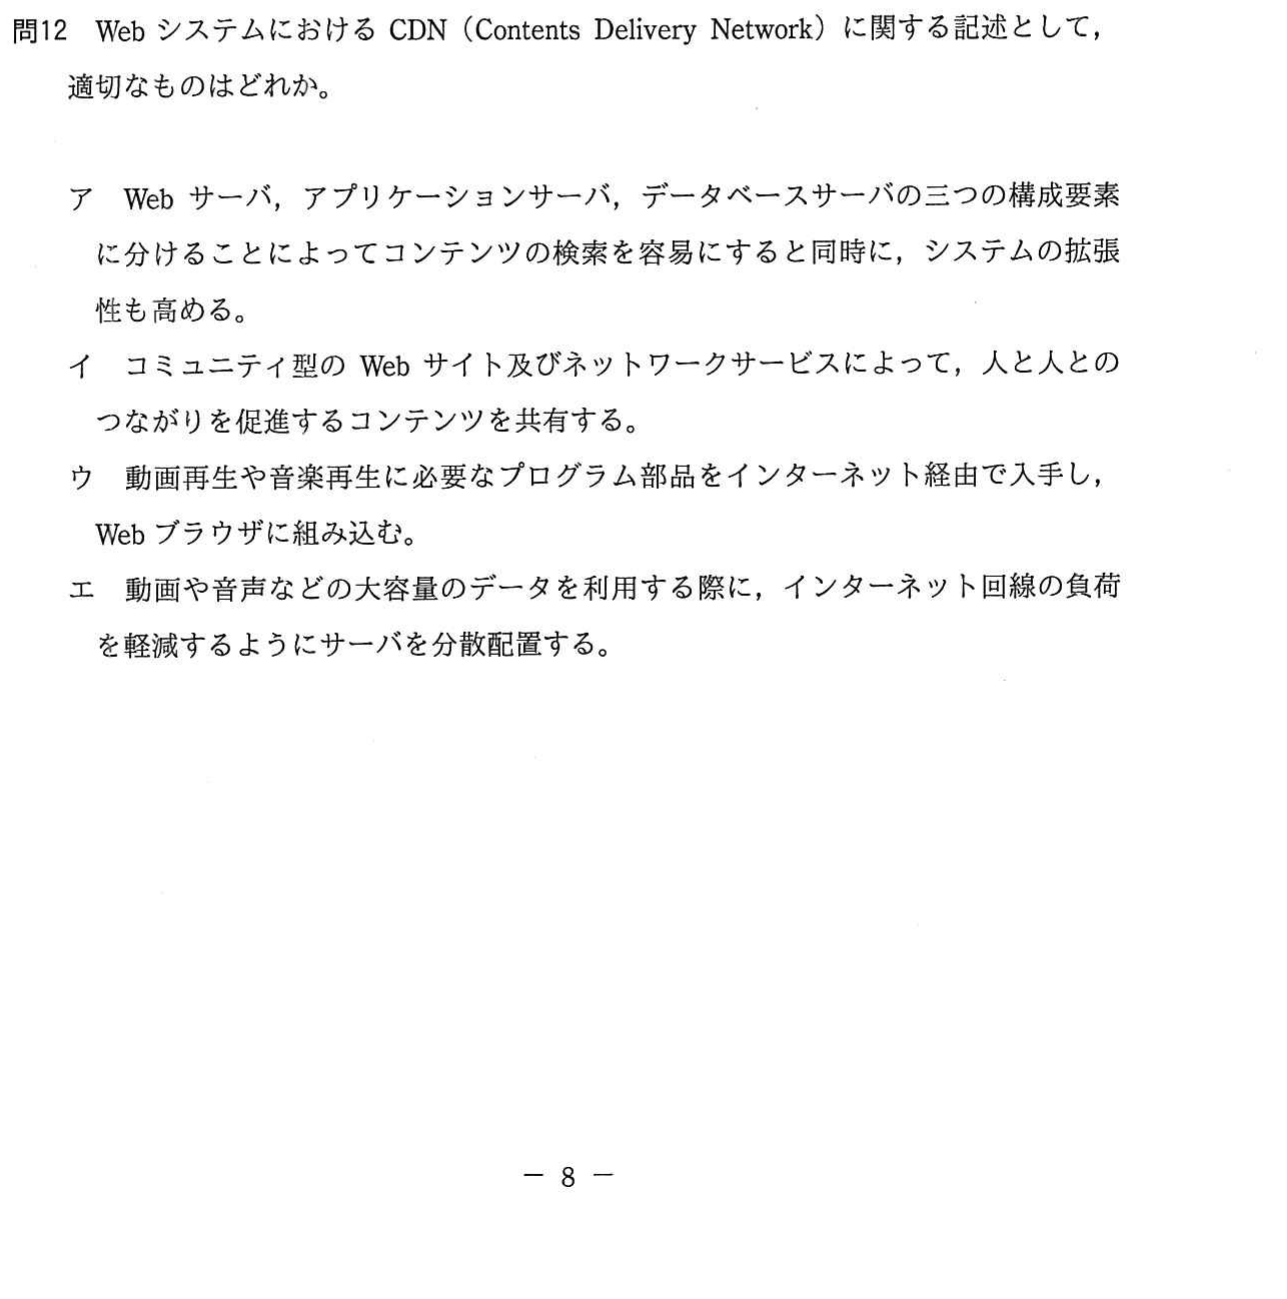 問12 Web システムにおける CDN（Contents Delivery Network）に関する記述として，
適切なものはどれか。
ア Web サーバ，アプリケーションサーバ，データベースサーバの三つの構成要素
に分けることによってコンテンツの検索を容易にすると同時に，システムの拡張
性も高める。
イ コミュニティ型の Web サイト及びネットワークサービスによって，人と人との
つながりを促進するコンテンツを共有する。
ウ 動画再生や音楽再生に必要なプログラム部品をインターネット経由で入手し，
Web ブラウザに組み込む。
エ 動画や音声などの大容量のデータを利用する際に，インターネット回線の負荷
を軽減するようにサーバを分散配置する。
－ 8 －